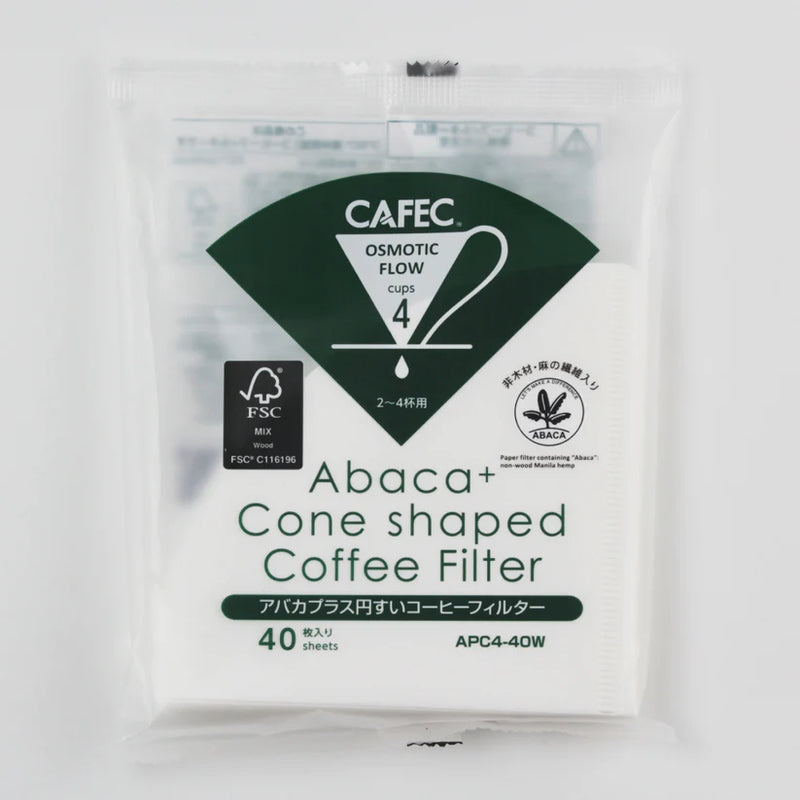 CAFEC
OSMOTIC
FLOW
cups
4
2〜4杯用
FSC
MIX
Wood
FSC® C116196
非木材・麻の繊維入り
LET'S MAKE A DIFFERENCE
ABACA
Paper filter containing "Abaca":
non-wood Manila hemp
Abaca+
Cone shaped
Coffee Filter
アバカプラス円すいコーヒーフィルター
40 枚入り
sheets
APC4-40W